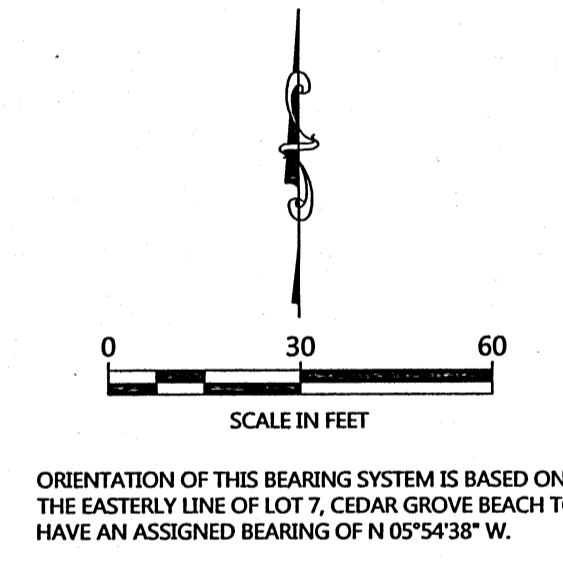 0 30 60
SCALE IN FEET
ORIENTATION OF THIS BEARING SYSTEM IS BASED ON
THE EASTERLY LINE OF LOT 7, CEDAR GROVE BEACH T
HAVE AN ASSIGNED BEARING OF N 05°54'38" W.